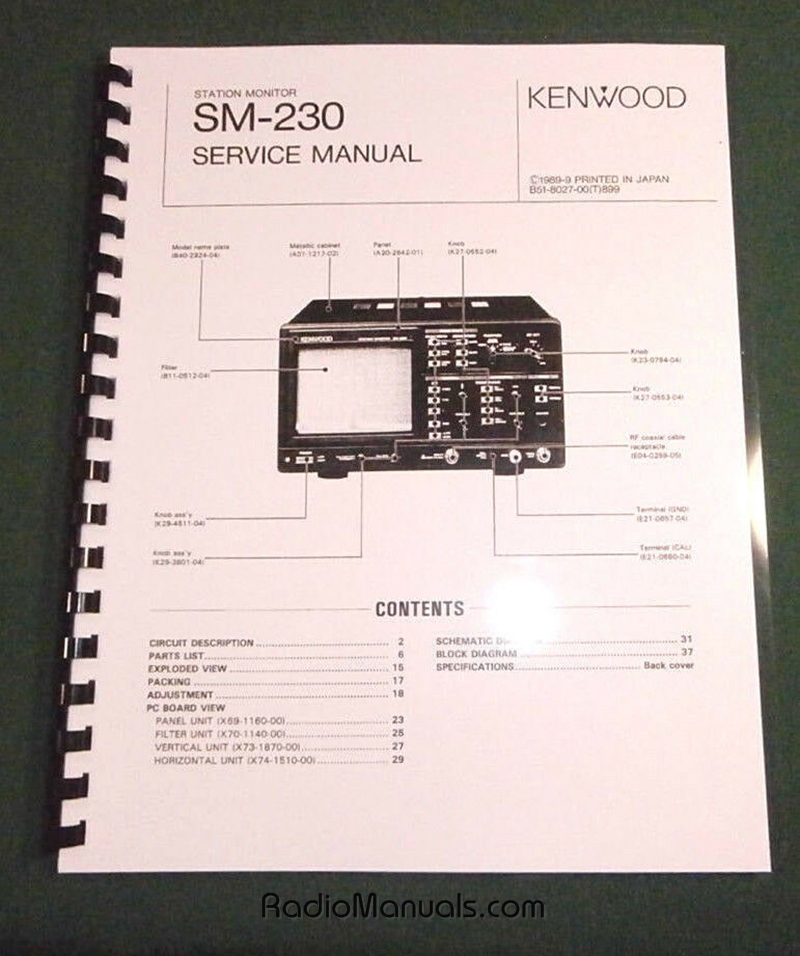 STATION MONITOR
SM-230
SERVICE MANUAL
KENWOOD
©1989-9 PRINTED IN JAPAN
B51-8027-00(T)899
Model name plate
(B40-2924-04)
Metallic cabinet
(A01-1217-02)
Panel
(A20-2642-01)
Knob
(K27-0552-04)
KENWOOD
Filter
(B11-0512-04)
Knob
(K23-0794-04)
Knob
(K27-0553-04)
RF coaxial cable
receptacle
(E04-0259-05)
Knob ass'y
(K29-4511-04)
Knob ass'y
(K29-3801-04)
Terminal (GND)
(E21-0657-04)
Terminal (CAL)
(E21-0660-04)
CONTENTS
CIRCUIT DESCRIPTION ........ 2
PARTS LIST ........ 6
EXPLODED VIEW ........ 15
PACKING ........ 17
ADJUSTMENT ........ 18
PC BOARD VIEW
PANEL UNIT (X69-1160-00) ........ 23
FILTER UNIT (X70-1140-00) ........ 25
VERTICAL UNIT (X73-1870-00) ........ 27
HORIZONTAL UNIT (X74-1510-00) ........ 29
SCHEMATIC ........ 31
BLOCK DIAGRAM ........ 37
SPECIFICATIONS ........ Back cover
RadioManuals.com